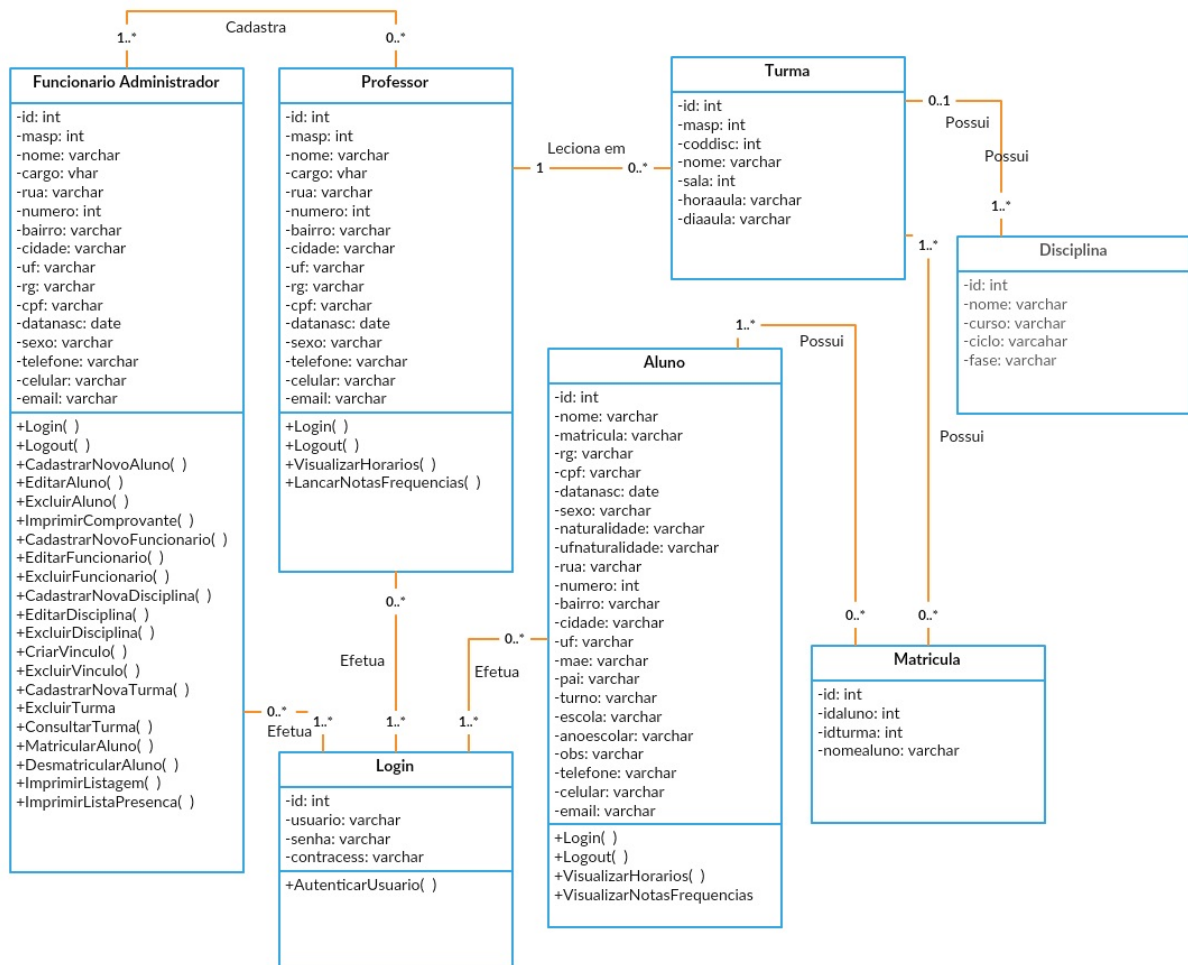 Cadastra
1..*
0..*
Funcionario Administrador
-id: int
-masp: int
-nome: varchar
-cargo: vhar
-rua: varchar
-numero: int
-bairro: varchar
-cidade: varchar
-uf: varchar
-rg: varchar
-cpf: varchar
-datanasc: date
-sexo: varchar
-telefone: varchar
-celular: varchar
-email: varchar
+Login( )
+Logout( )
+CadastrarNovoAluno( )
+EditarAluno( )
+ExcluirAluno( )
+ImprimirComprovante( )
+CadastrarNovoFuncionario( )
+EditarFuncionario( )
+ExcluirFuncionario( )
+CadastrarNovaDisciplina( )
+EditarDisciplina( )
+ExcluirDisciplina( )
+CriarVinculo( )
+ExcluirVinculo( )
+CadastrarNovaTurma( )
+ExcluirTurma
+ConsultarTurma( )
+MatricularAluno( )
+DesmatricularAluno( )
+ImprimirListagem( )
+ImprimirListaPresenca( )
Professor
-id: int
-masp: int
-nome: varchar
-cargo: vhar
-rua: varchar
-numero: int
-bairro: varchar
-cidade: varchar
-uf: varchar
-rg: varchar
-cpf: varchar
-datanasc: date
-sexo: varchar
-telefone: varchar
-celular: varchar
-email: varchar
+Login( )
+Logout( )
+VisualizarHorarios( )
+LancarNotasFrequencias( )
Leciona em
1
0..*
Turma
-id: int
-masp: int
-coddisc: int
-nome: varchar
-sala: int
-horaaula: varchar
-diaaula: varchar
0..1
Possui
Possui
1..*
1..*
Disciplina
-id: int
-nome: varchar
-curso: varchar
-ciclo: varcahar
-fase: varchar
1..*
Possui
Possui
Aluno
-id: int
-nome: varchar
-matricula: varchar
-rg: varchar
-cpf: varchar
-datanasc: date
-sexo: varchar
-naturalidade: varchar
-ufnaturalidade: varchar
-rua: varchar
-numero: int
-bairro: varchar
-cidade: varchar
-uf: varchar
-mae: varchar
-pai: varchar
-turno: varchar
-escola: varchar
-anoescolar: varchar
-obs: varchar
-telefone: varchar
-celular: varchar
-email: varchar
+Login( )
+Logout( )
+VisualizarHorarios( )
+VisualizarNotasFrequencias
0..*
0..*
Matricula
-id: int
-idaluno: int
-idturma: int
-nomealuno: varchar
0..*
Efetua
0..*
Efetua
0..*
Efetua
1..*
1..*
1..*
Login
-id: int
-usuario: varchar
-senha: varchar
-contracess: varchar
+AutenticarUsuario( )